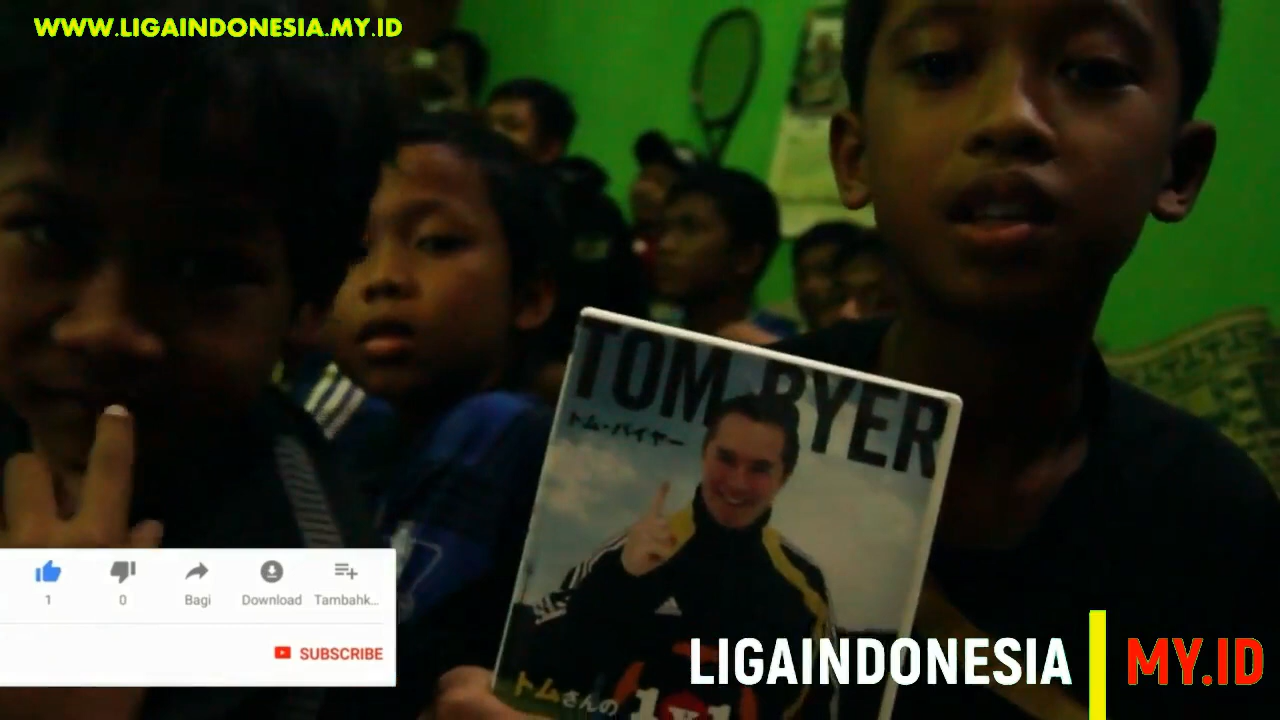 WWW.LIGAINDONESIA.MY.ID
TOM BYER
トム・バイヤー
トムさんの
1x1
1
0
Bagi
Download
Tambahk...
SUBSCRIBE
LIGAINDONESIA MY.ID